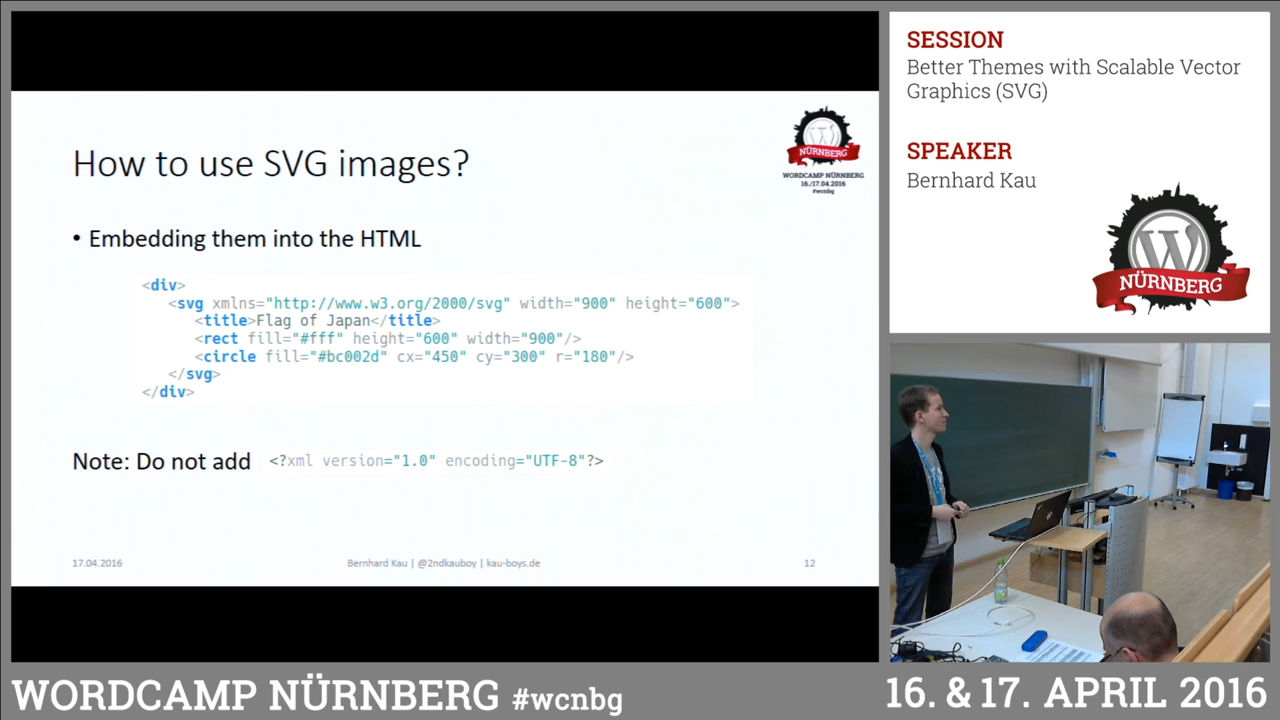 How to use SVG images?
NÜRNBERG
WORDCAMP NÜRNBERG
16./17.04.2016
#wcnbg
• Embedding them into the HTML
<div>
<svg xmlns="http://www.w3.org/2000/svg" width="900" height="600">
<title>Flag of Japan</title>
<rect fill="#fff" height="600" width="900"/>
<circle fill="#bc002d" cx="450" cy="300" r="180"/>
</svg>
</div>
Note: Do not add <?xml version="1.0" encoding="UTF-8"?>
17.04.2016
Bernhard Kau | @2ndkauboy | kau-boys.de
12
SESSION
Better Themes with Scalable Vector
Graphics (SVG)
SPEAKER
Bernhard Kau
NÜRNBERG
WORDCAMP NÜRNBERG #wcnbg
16. & 17. APRIL 2016